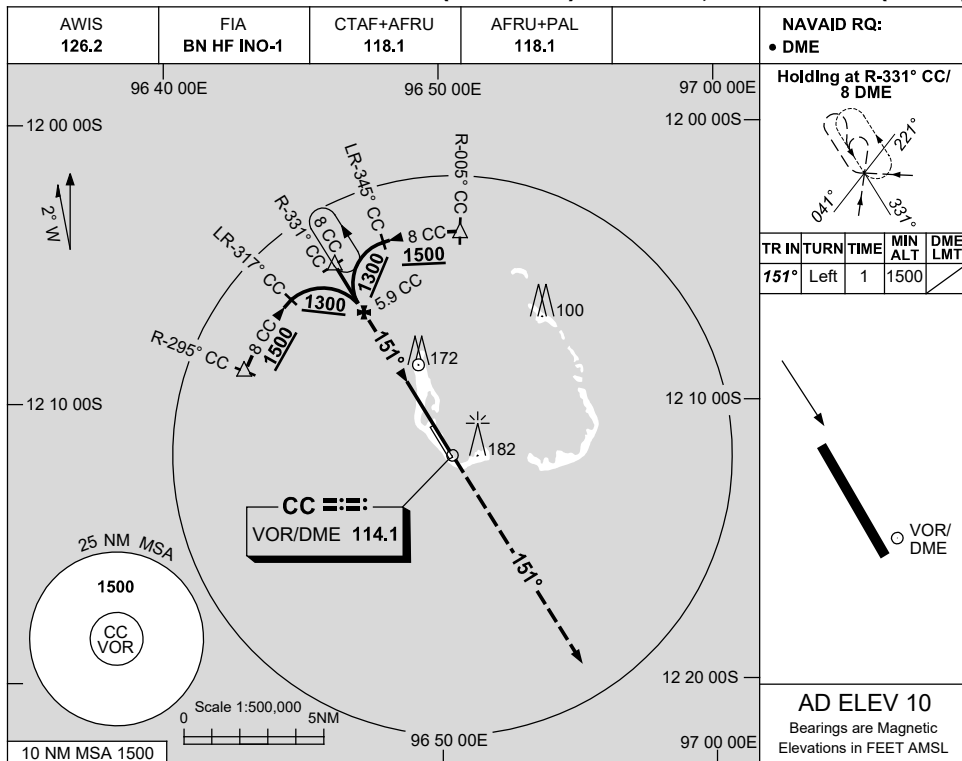 AWIS
126.2
FIA
BN HF INO-1
CTAF+AFRU
118.1
AFRU+PAL
118.1
NAVAID RQ:
• DME
96 40 00E
96 50 00E
97 00 00E
12 00 00S
12 00 00S
2° W
R-005° CC
LR-345° CC
R-331° CC
LR-317° CC
R-295° CC
8 CC
8 CC
1500
1300
1300
5.9 CC
8 CC
1500
151°
100
172
182
12 10 00S
12 10 00S
CC
VOR/DME 114.1
151°
25 NM MSA
1500
CC
VOR
Scale 1:500,000
0
5NM
12 20 00S
10 NM MSA 1500
96 50 00E
97 00 00E
Holding at R-331° CC/
8 DME
221°
041°
331°
TR IN TURN TIME MIN ALT DME LMT
151° Left 1 1500
VOR/
DME
AD ELEV 10
Bearings are Magnetic
Elevations in FEET AMSL